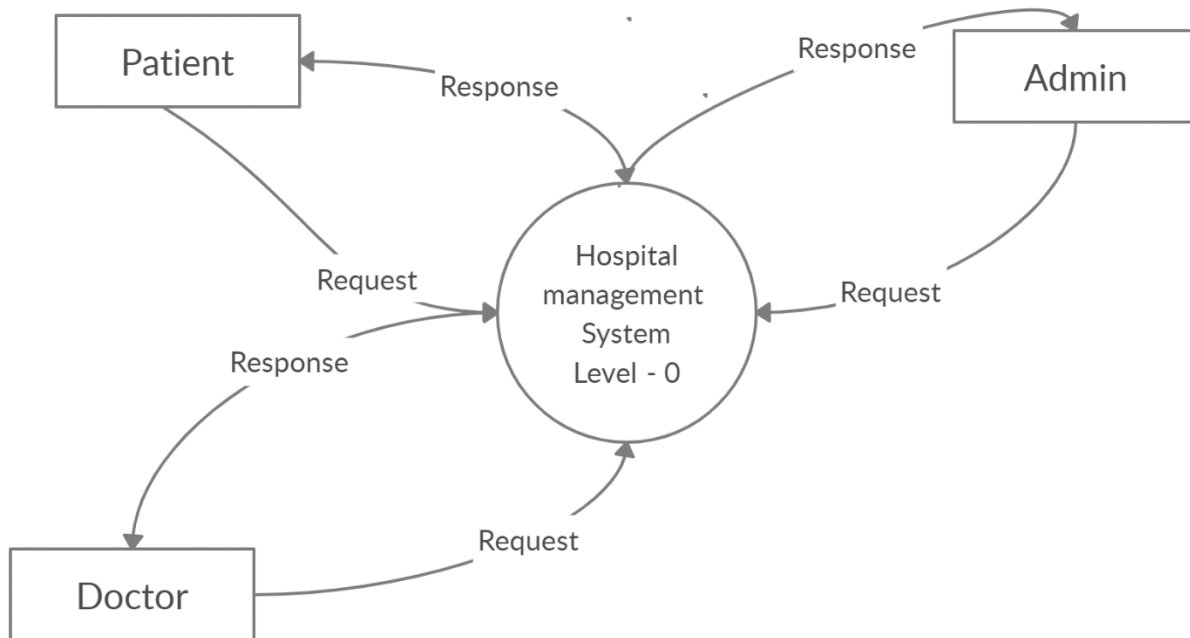 Patient
Response
Response
Admin
Hospital
management
System
Level - 0
Request
Request
Response
Request
Doctor